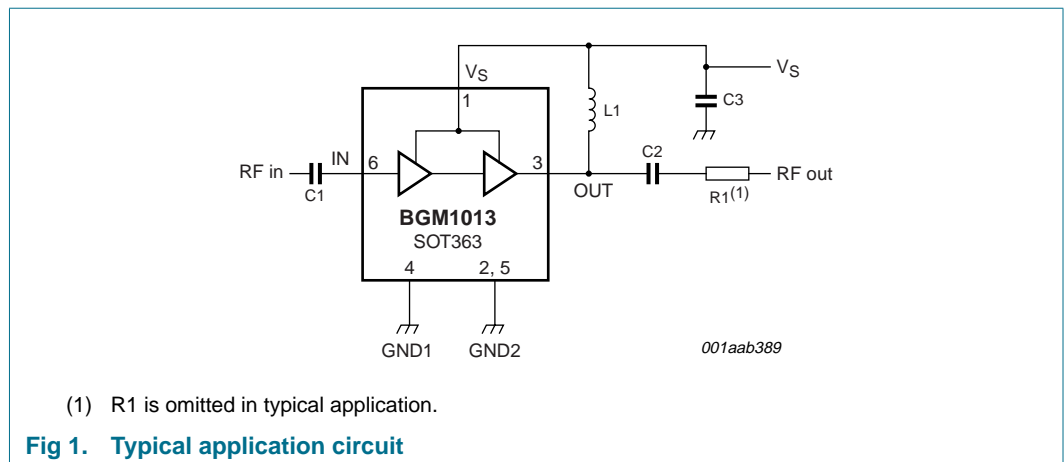 VS
VS
1
L1
C3
RF in
C1
IN
6
3
OUT
C2
R1(1)
RF out
BGM1013
SOT363
4
2, 5
GND1
GND2
001aab389
(1) R1 is omitted in typical application.
Fig 1. Typical application circuit